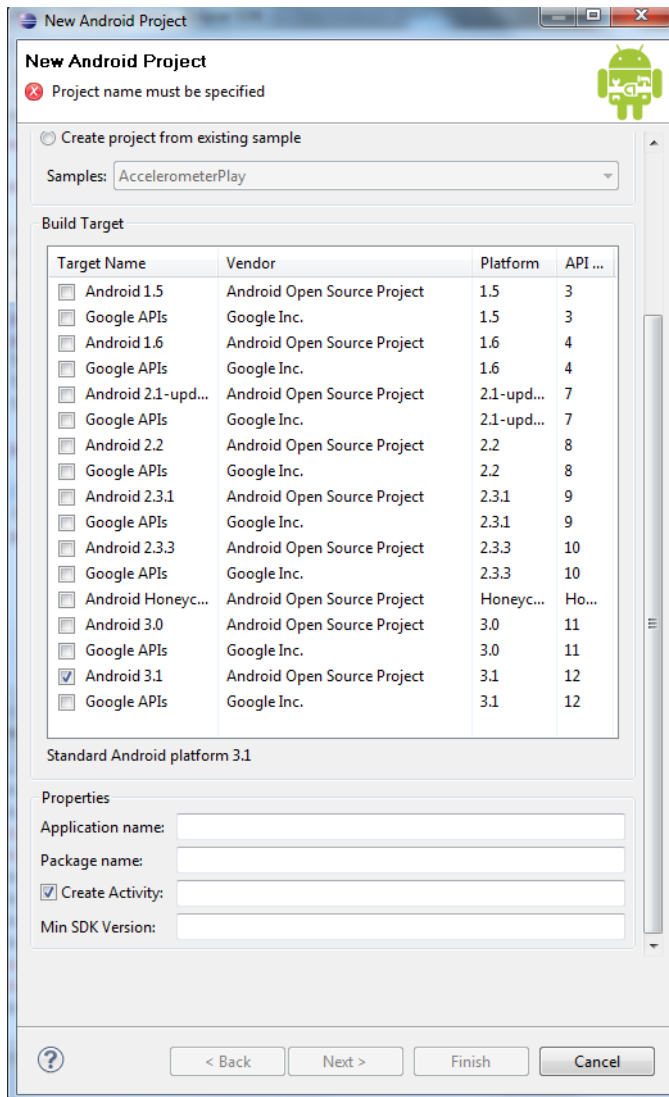 New Android Project
New Android Project
Project name must be specified
Create project from existing sample
Samples: AccelerometerPlay
Build Target
Target Name Vendor Platform API ...
Android 1.5 Android Open Source Project 1.5 3
Google APIs Google Inc. 1.5 3
Android 1.6 Android Open Source Project 1.6 4
Google APIs Google Inc. 1.6 4
Android 2.1-upd... Android Open Source Project 2.1-upd... 7
Google APIs Google Inc. 2.1-upd... 7
Android 2.2 Android Open Source Project 2.2 8
Google APIs Google Inc. 2.2 8
Android 2.3.1 Android Open Source Project 2.3.1 9
Google APIs Google Inc. 2.3.1 9
Android 2.3.3 Android Open Source Project 2.3.3 10
Google APIs Google Inc. 2.3.3 10
Android Honeyc... Android Open Source Project Honeyc... Ho...
Android 3.0 Android Open Source Project 3.0 11
Google APIs Google Inc. 3.0 11
Android 3.1 Android Open Source Project 3.1 12
Google APIs Google Inc. 3.1 12
Standard Android platform 3.1
Properties
Application name:
Package name:
Create Activity:
Min SDK Version:
? < Back Next > Finish Cancel